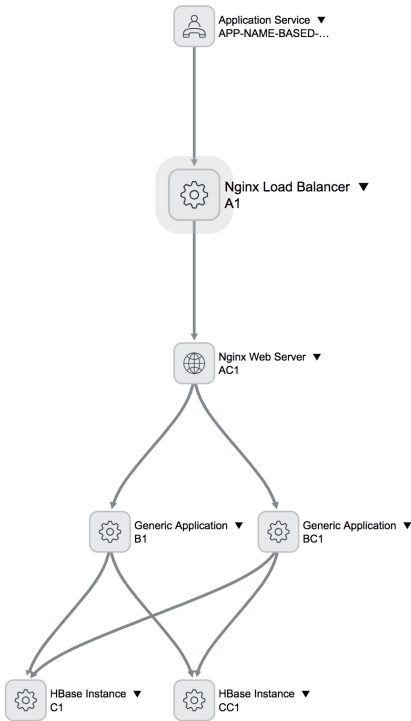 Application Service
APP-NAME-BASED-...
Nginx Load Balancer
A1
Nginx Web Server
AC1
Generic Application
B1
Generic Application
BC1
HBase Instance
C1
HBase Instance
CC1